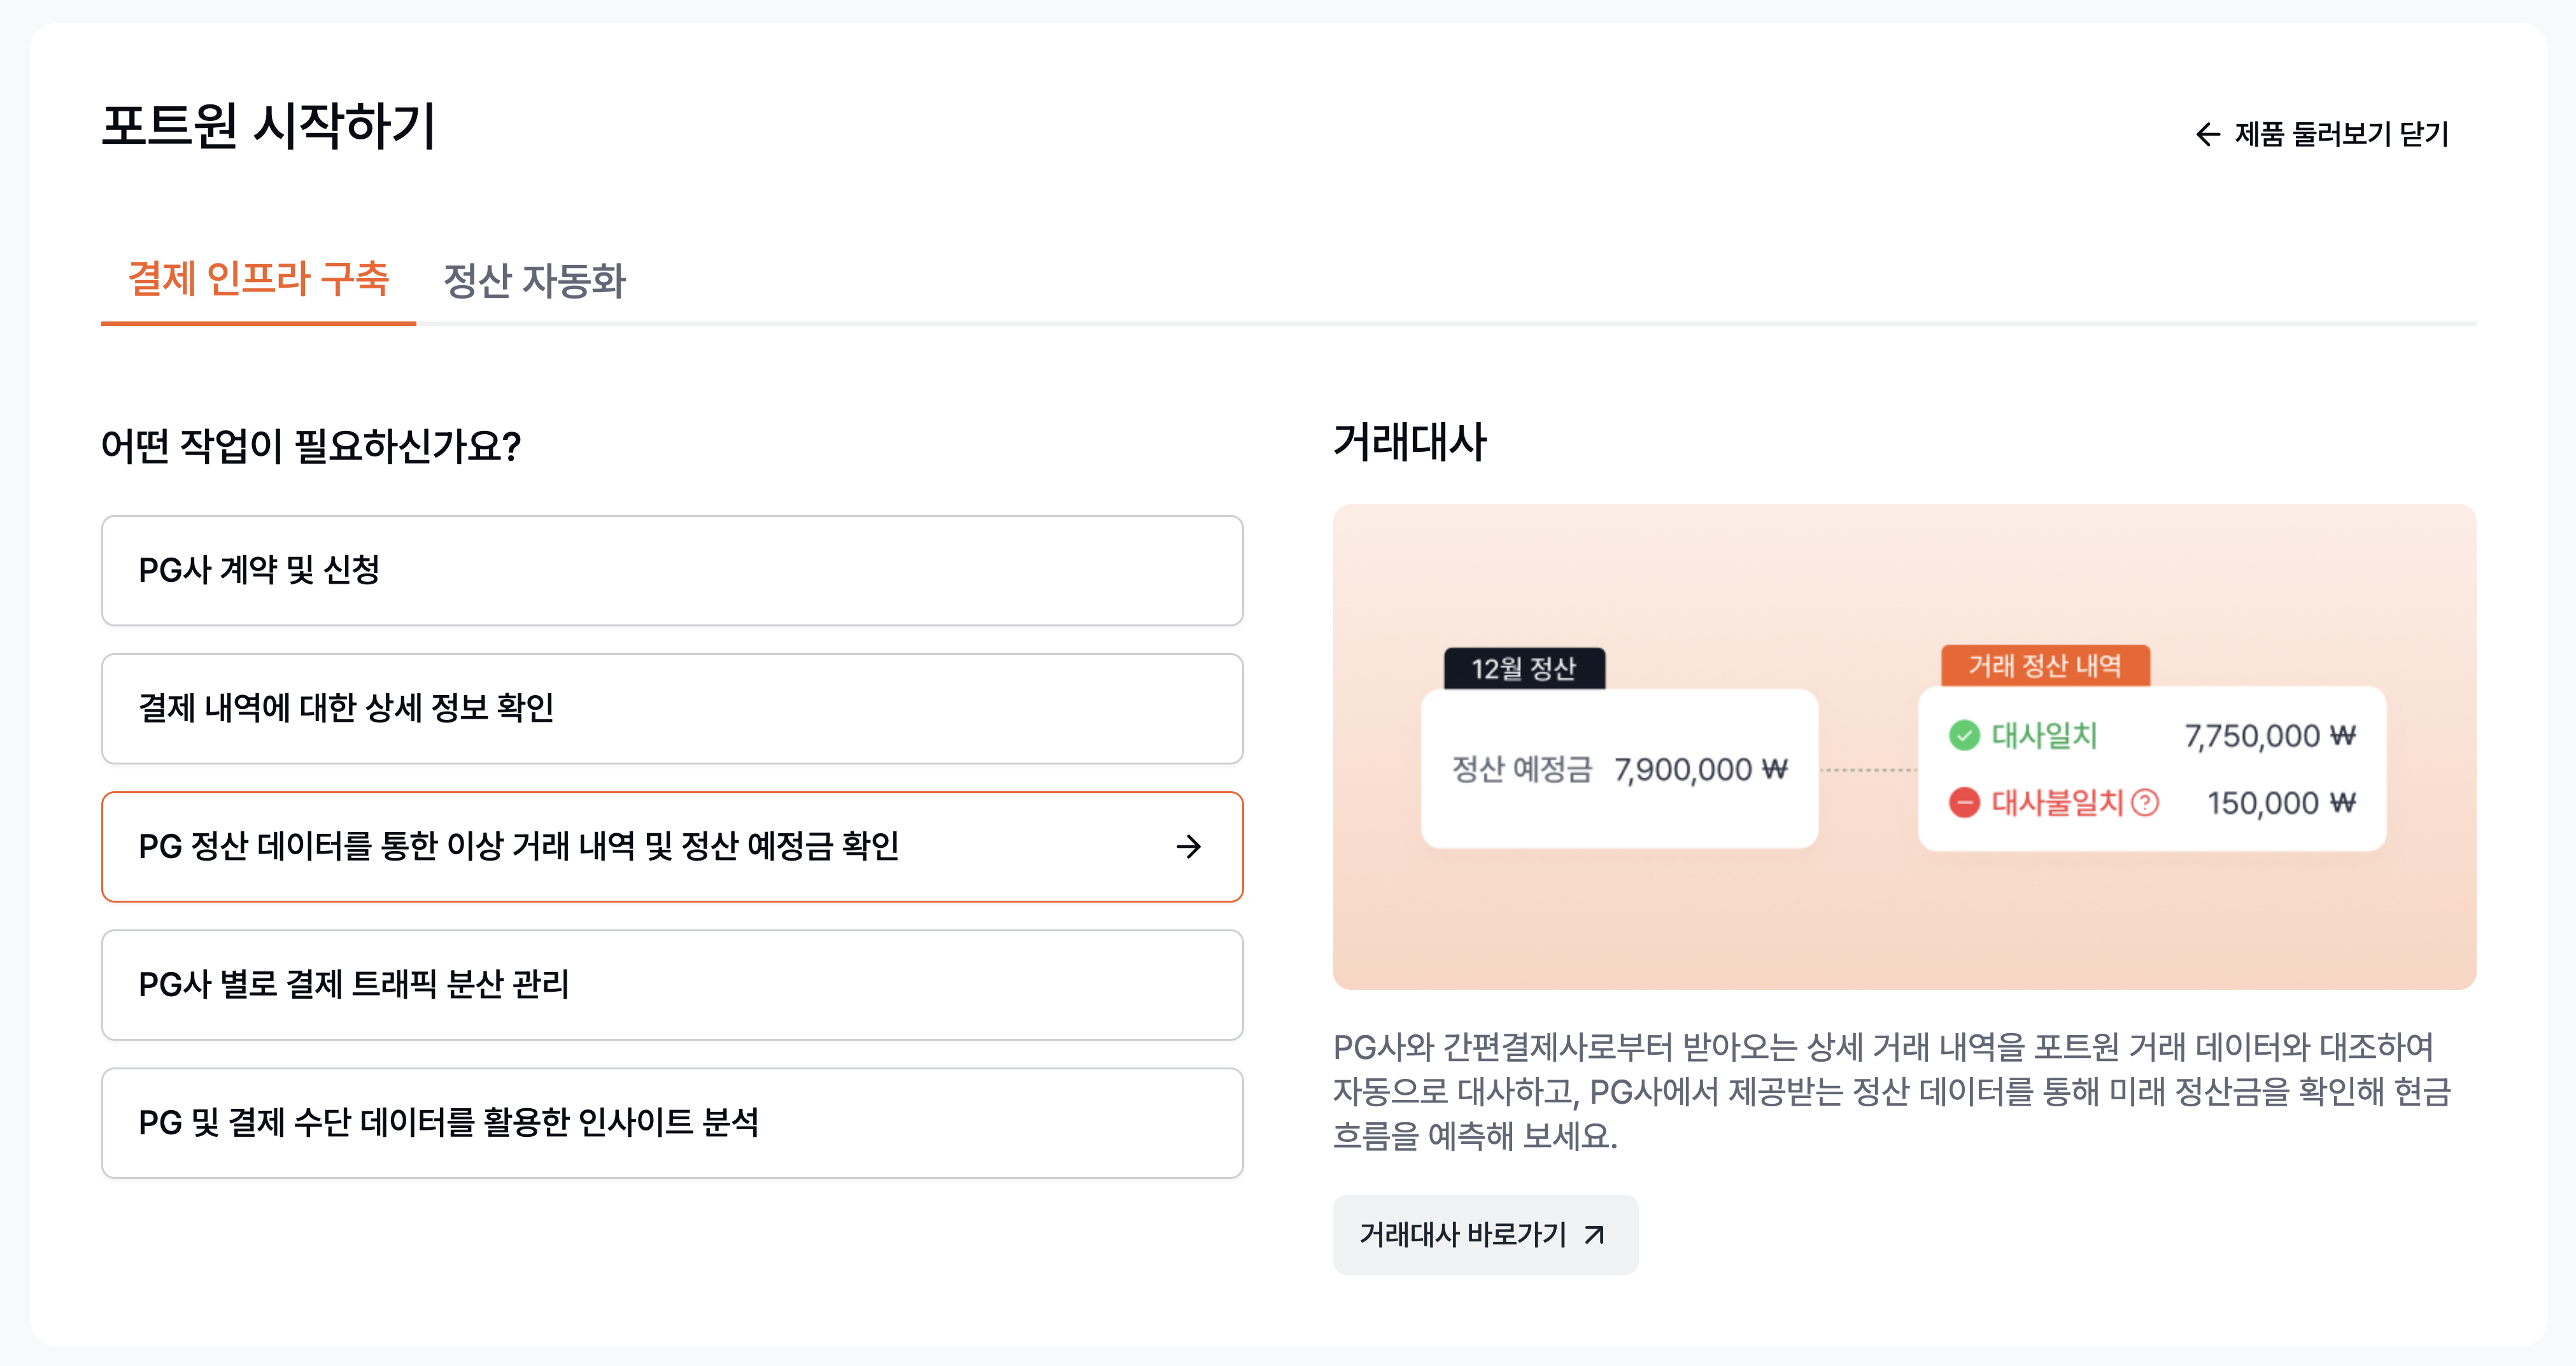 포트원 시작하기
제품 둘러보기 닫기
결제 인프라 구축
정산 자동화
어떤 작업이 필요하신가요?
PG사 계약 및 신청
결제 내역에 대한 상세 정보 확인
PG 정산 데이터를 통한 이상 거래 내역 및 정산 예정금 확인
PG사 별로 결제 트래픽 분산 관리
PG 및 결제 수단 데이터를 활용한 인사이트 분석
거래대사
12월 정산
정산 예정금 7,900,000 ₩
거래 정산 내역
대사일치 7,750,000 ₩
대사불일치 ? 150,000 ₩
PG사와 간편결제사로부터 받아오는 상세 거래 내역을 포트원 거래 데이터와 대조하여
자동으로 대사하고, PG사에서 제공받는 정산 데이터를 통해 미래 정산금을 확인해 현금
흐름을 예측해 보세요.
거래대사 바로가기